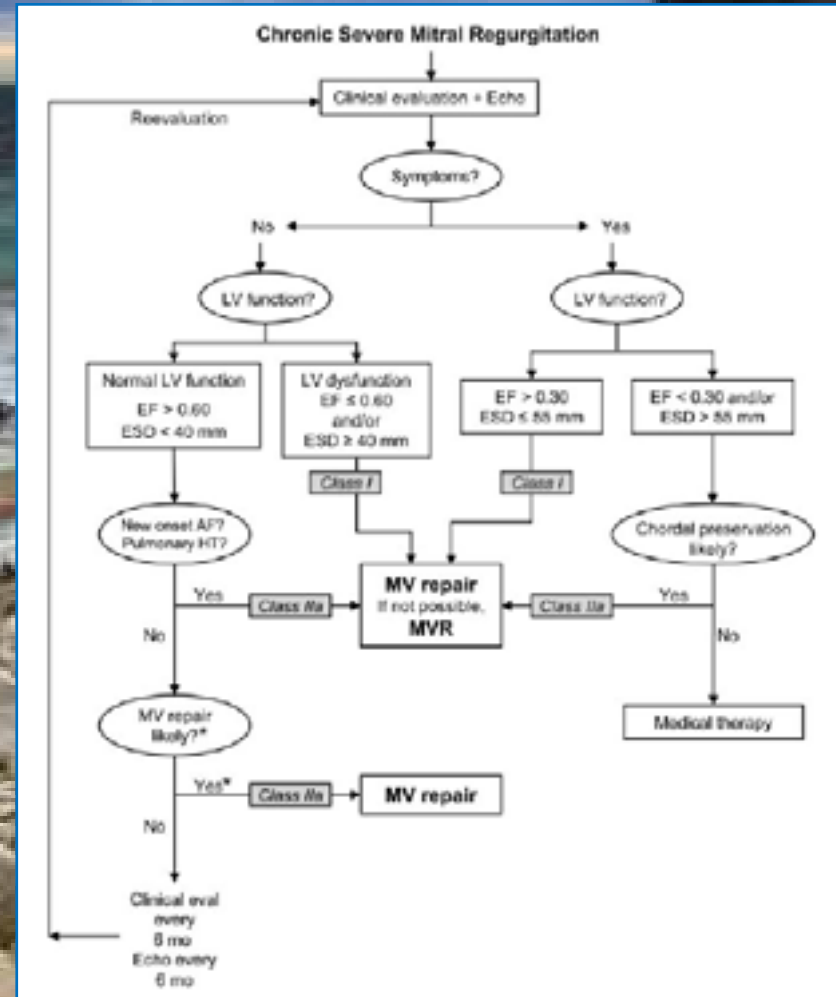 Chronic Severe Mitral Regurgitation
Clinical evaluation + Echo
Reevaluation
Symptoms?
No
Yes
LV function?
LV function?
Normal LV function
EF > 0.60
ESD < 40 mm
LV dysfunction
EF ≤ 0.60
and/or
ESD ≥ 40 mm
EF > 0.30
ESD ≤ 55 mm
EF < 0.30 and/or
ESD > 55 mm
Class I
Class I
New onset AF?
Pulmonary HT?
Chordal preservation
likely?
MV repair
If not possible,
MVR
Yes
Class IIa
Class IIa
Yes
No
No
MV repair
likely?*
Medical therapy
Yes*
Class IIa
MV repair
No
Clinical eval
every
6 mo
Echo every
6 mo